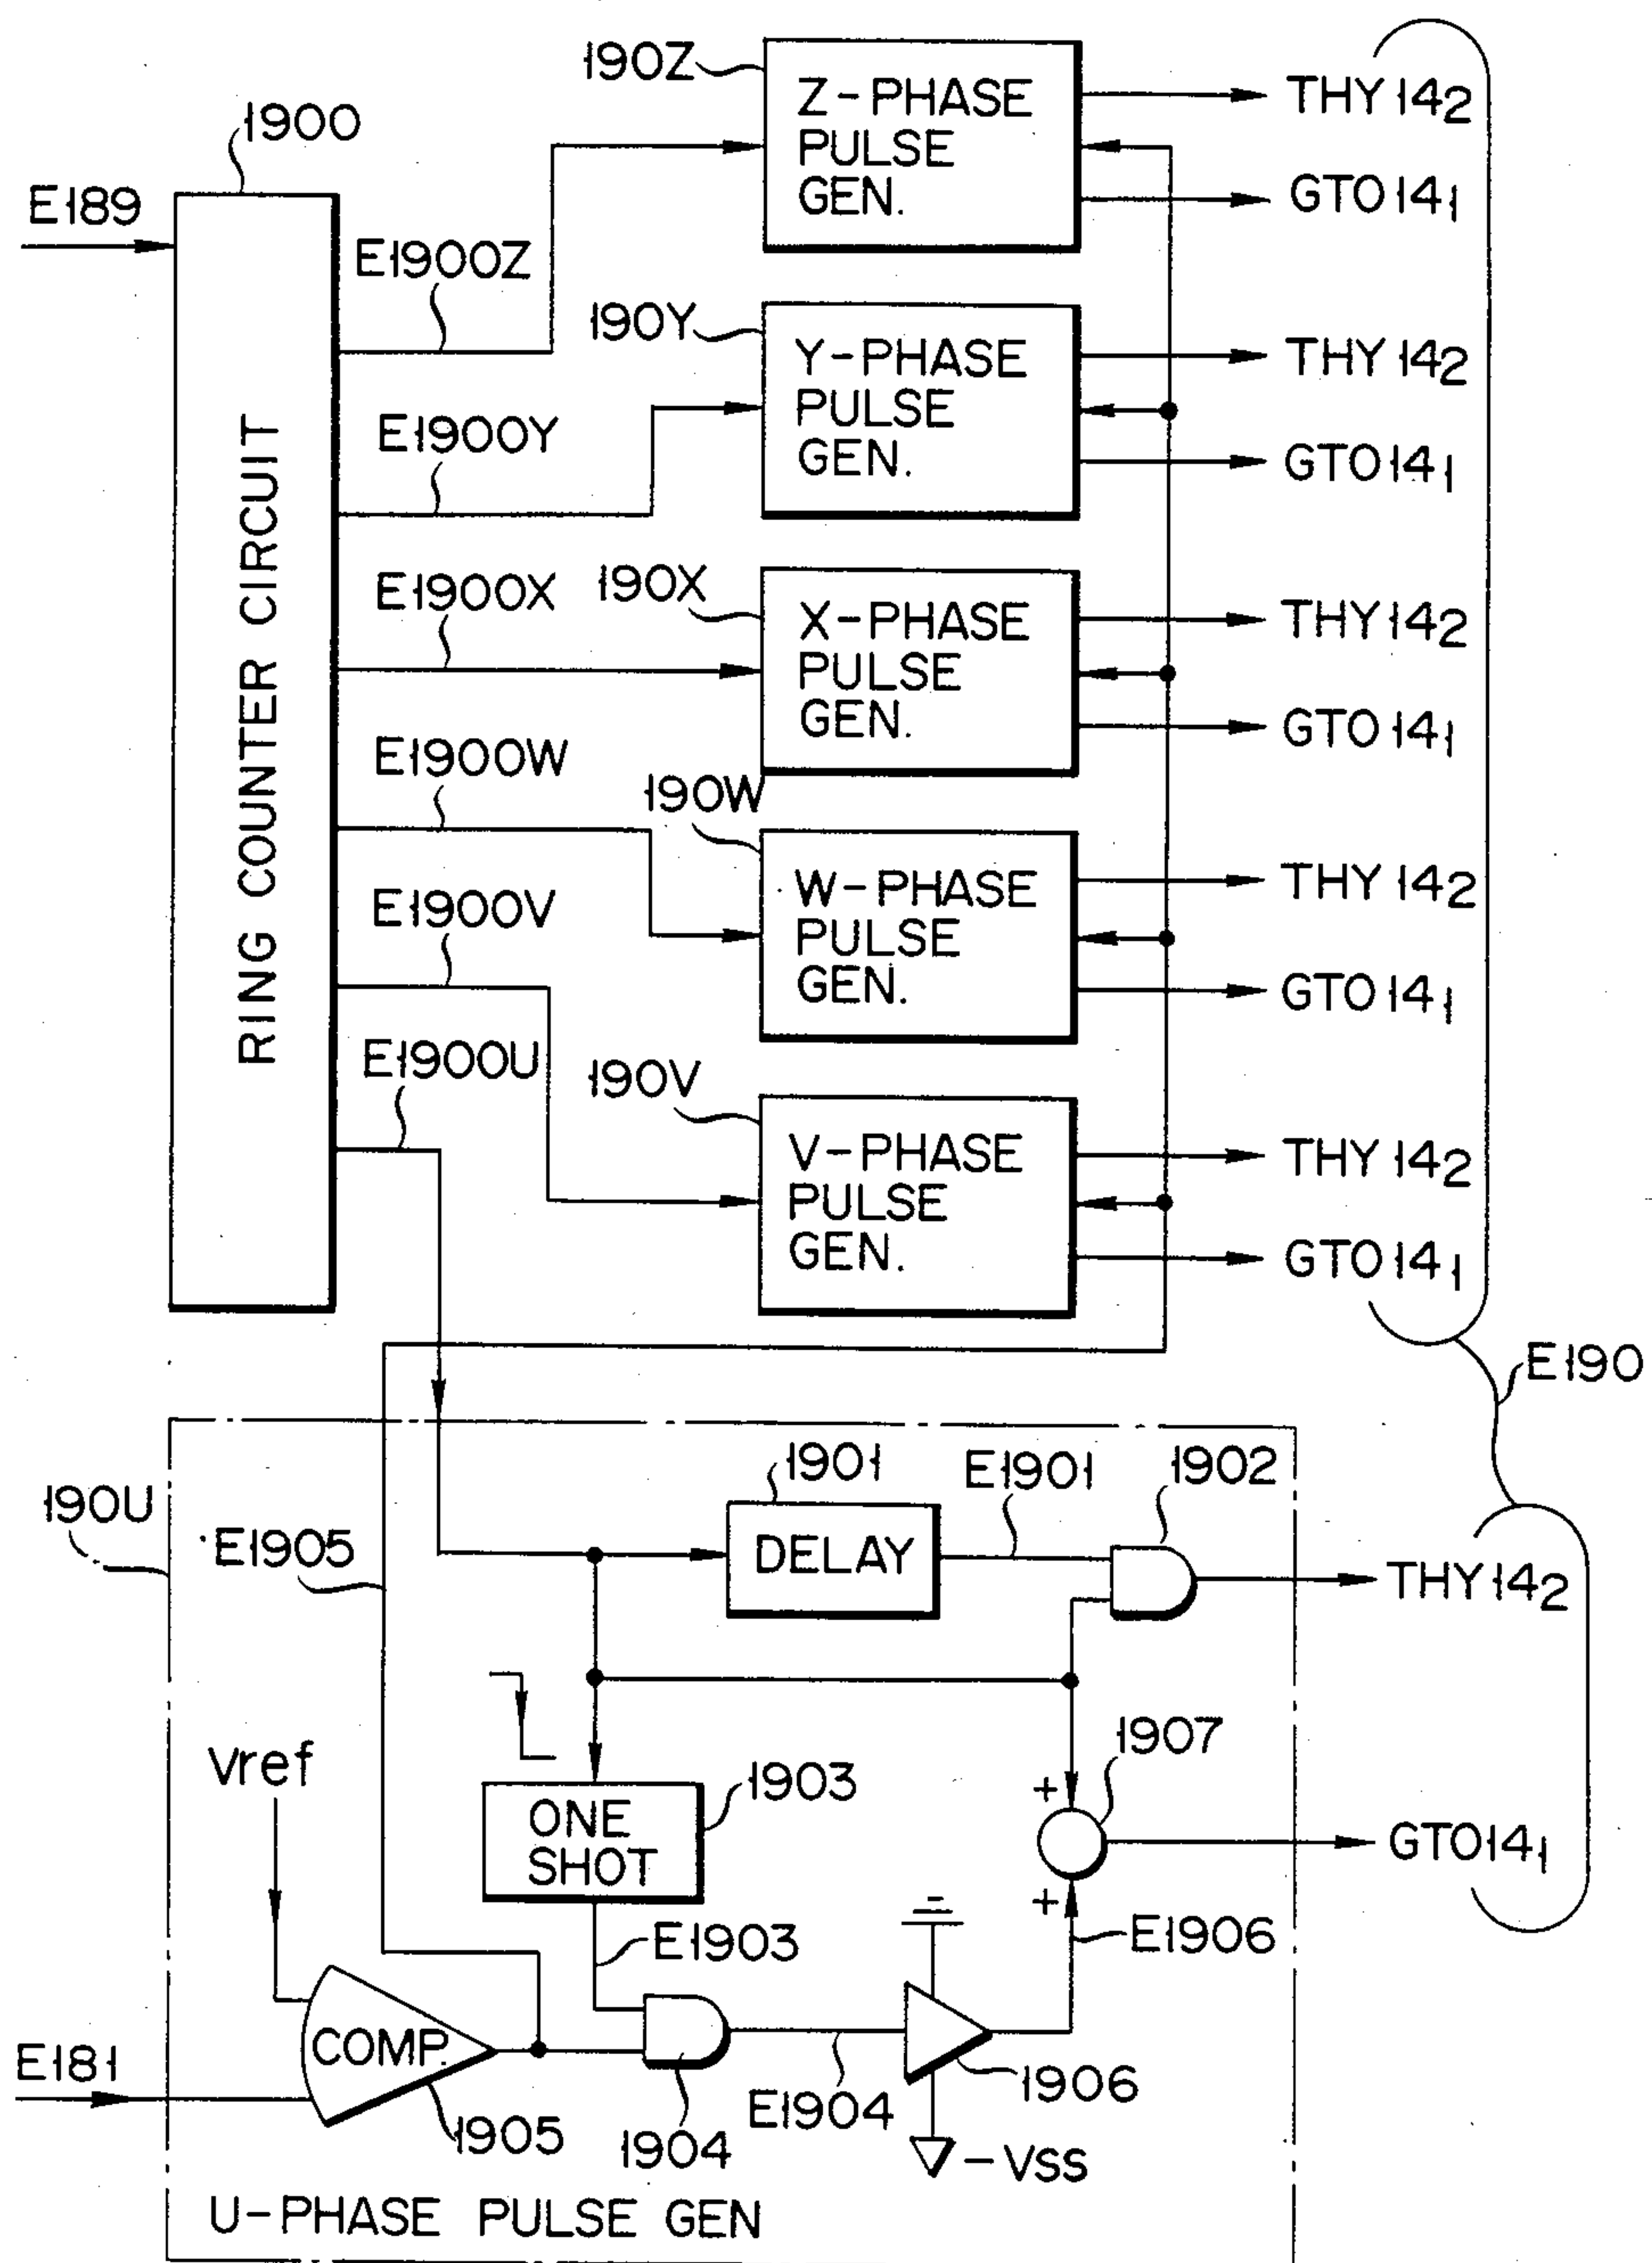 190Z
Z-PHASE
PULSE
GEN.
THY 142
GTO 141
1900
E189
RING COUNTER CIRCUIT
E1900Z
190Y
Y-PHASE
PULSE
GEN.
THY 142
GTO 141
E1900Y
E1900X
190X
X-PHASE
PULSE
GEN.
THY 142
GTO 141
E1900W
190W
W-PHASE
PULSE
GEN.
THY 142
GTO 141
E1900V
E1900U
190V
V-PHASE
PULSE
GEN.
THY 142
GTO 141
E190
190U
E1905
1901
DELAY
E1901
1902
THY 142
Vref
ONE
SHOT
1903
+
1907
+
GTO 141
E1903
E1906
COMP.
E181
1905
1904
E1904
1906
-VSS
U-PHASE PULSE GEN